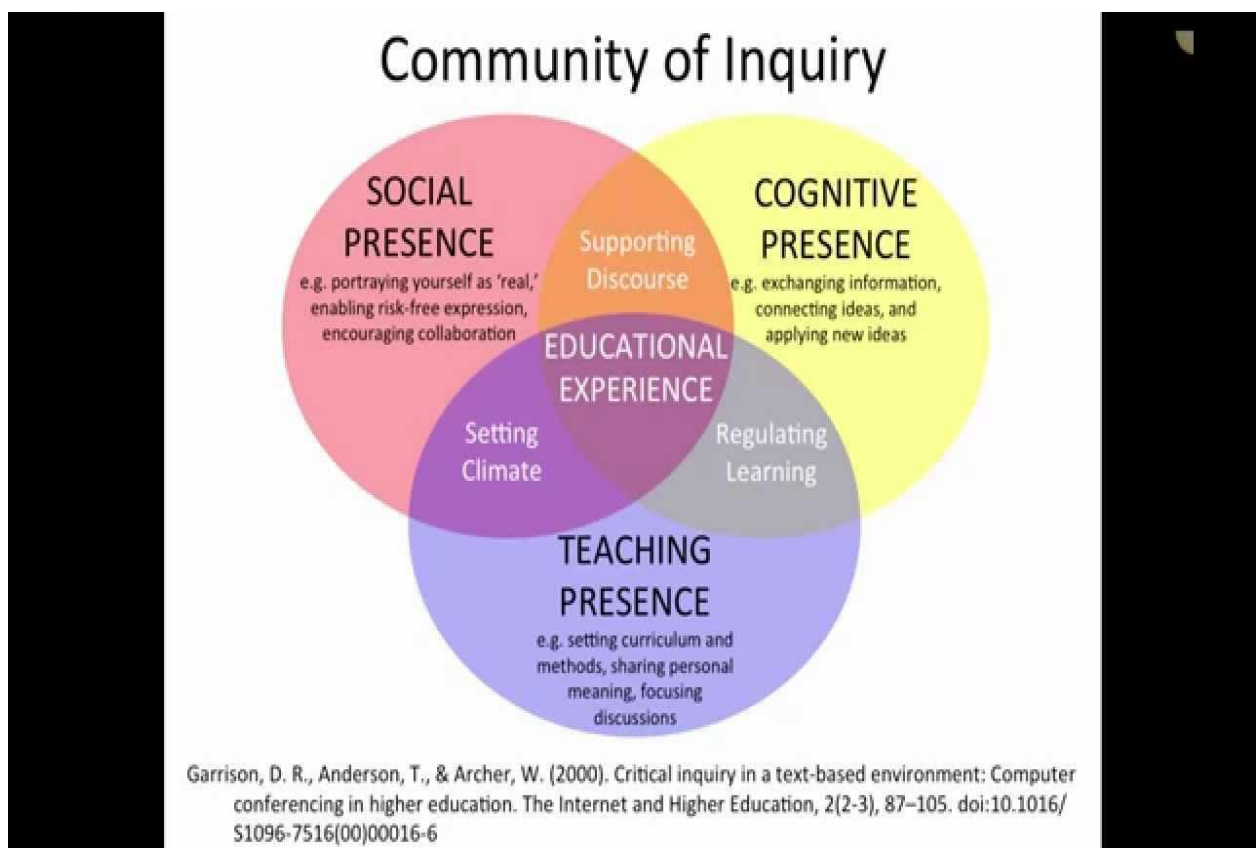 Community of Inquiry
SOCIAL
PRESENCE
e.g. portraying yourself as ‘real,’
enabling risk-free expression,
encouraging collaboration
Supporting
Discourse
COGNITIVE
PRESENCE
e.g. exchanging information,
connecting ideas, and
applying new ideas
EDUCATIONAL
EXPERIENCE
Setting
Climate
Regulating
Learning
TEACHING
PRESENCE
e.g. setting curriculum and
methods, sharing personal
meaning, focusing
discussions
Garrison, D. R., Anderson, T., & Archer, W. (2000). Critical inquiry in a text-based environment: Computer
conferencing in higher education. The Internet and Higher Education, 2(2-3), 87–105. doi:10.1016/
S1096-7516(00)00016-6